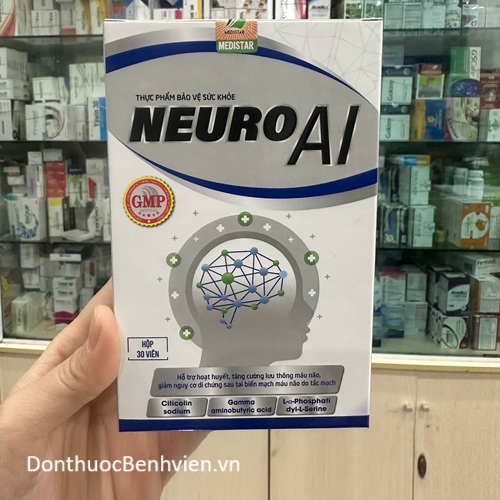 MEDISTAR
MEDISTAR
THỰC PHẨM BẢO VỆ SỨC KHỎE
NEURO AI
GMP
HỘP
30 VIÊN
Hỗ trợ hoạt huyết, tăng cường lưu thông máu não,
giảm nguy cơ di chứng sau tai biến mạch máu não do tắc mạch
Citicolin
sodium
Gamma
aminobutyric acid
L-α-Phosphati
dyl-L-Serine
DonthuocBenhvien.vn